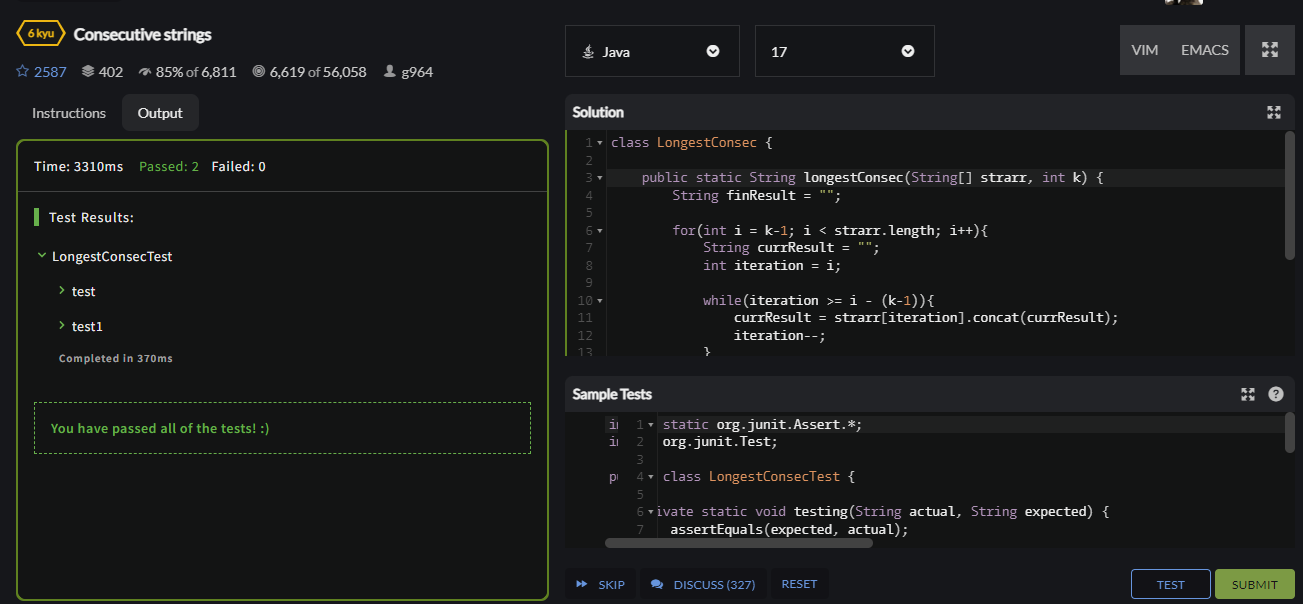 6 kyu Consecutive strings
2587 402 85% of 6,811 6,619 of 56,058 g964
Instructions Output
Time: 3310ms Passed: 2 Failed: 0
Test Results:
LongestConsecTest
test
test1
Completed in 370ms
You have passed all of the tests! :)
Java 17 VIM EMACS
Solution
1 class LongestConsec {
2
3 public static String longestConsec(String[] strarr, int k) {
4 String finResult = "";
5
6 for(int i = k-1; i < strarr.length; i++){
7 String currResult = "";
8 int iteration = i;
9
10 while(iteration >= i - (k-1)){
11 currResult = strarr[iteration].concat(currResult);
12 iteration--;
13 }
Sample Tests
1 static org.junit.Assert.*;
2 org.junit.Test;
3
4 class LongestConsecTest {
5
6 ivate static void testing(String actual, String expected) {
7 assertEquals(expected, actual);
SKIP DISCUSS (327) RESET TEST SUBMIT